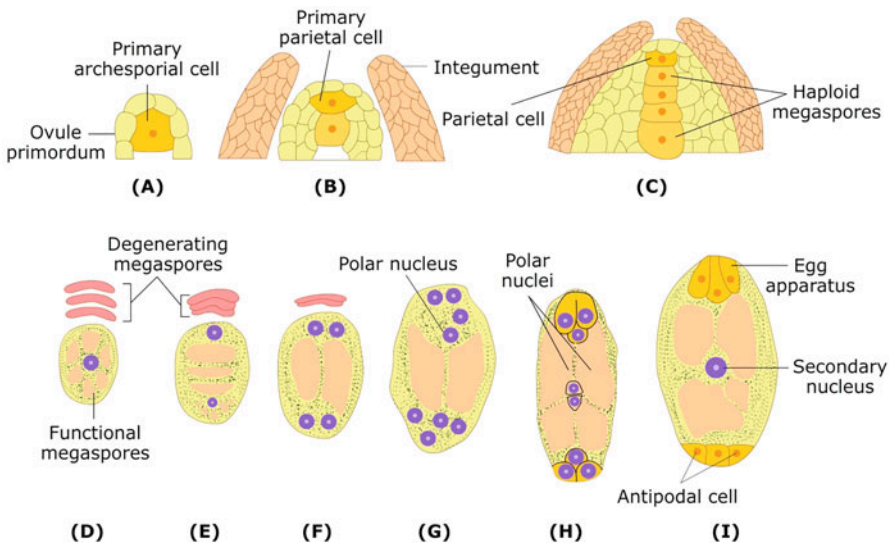 Primary
archesporial cell
Ovule
primordum
(A)
Primary
parietal cell
Integument
(B)
Parietal cell
Haploid
megaspores
(C)
Degenerating
megaspores
Functional
megaspores
(D)
(E)
(F)
Polar nucleus
(G)
Polar
nuclei
(H)
Egg
apparatus
Secondary
nucleus
Antipodal cell
(I)